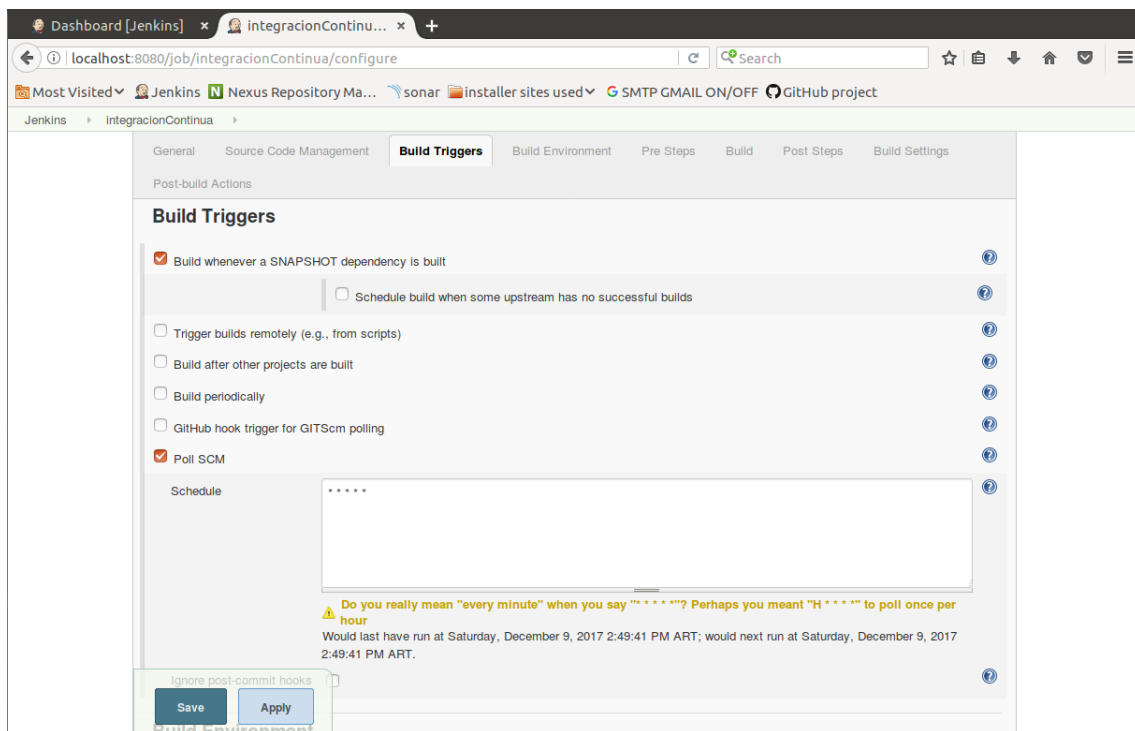 Dashboard [Jenkins] × integracionContinu... × +
localhost:8080/job/integracionContinua/configure Search
Most Visited Jenkins Nexus Repository Ma... sonar installer sites used SMTP GMAIL ON/OFF GitHub project
Jenkins integracionContinua
General Source Code Management Build Triggers Build Environment Pre Steps Build Post Steps Build Settings
Post-build Actions
Build Triggers
Build whenever a SNAPSHOT dependency is built
Schedule build when some upstream has no successful builds
Trigger builds remotely (e.g., from scripts)
Build after other projects are built
Build periodically
GitHub hook trigger for GITScm polling
Poll SCM
Schedule * * * * *
Do you really mean "every minute" when you say "* * * * *"? Perhaps you meant "H * * * *" to poll once per
hour
Would last have run at Saturday, December 9, 2017 2:49:41 PM ART; would next run at Saturday, December 9, 2017
2:49:41 PM ART.
Ignore post-commit hooks
Save Apply
Build Environment